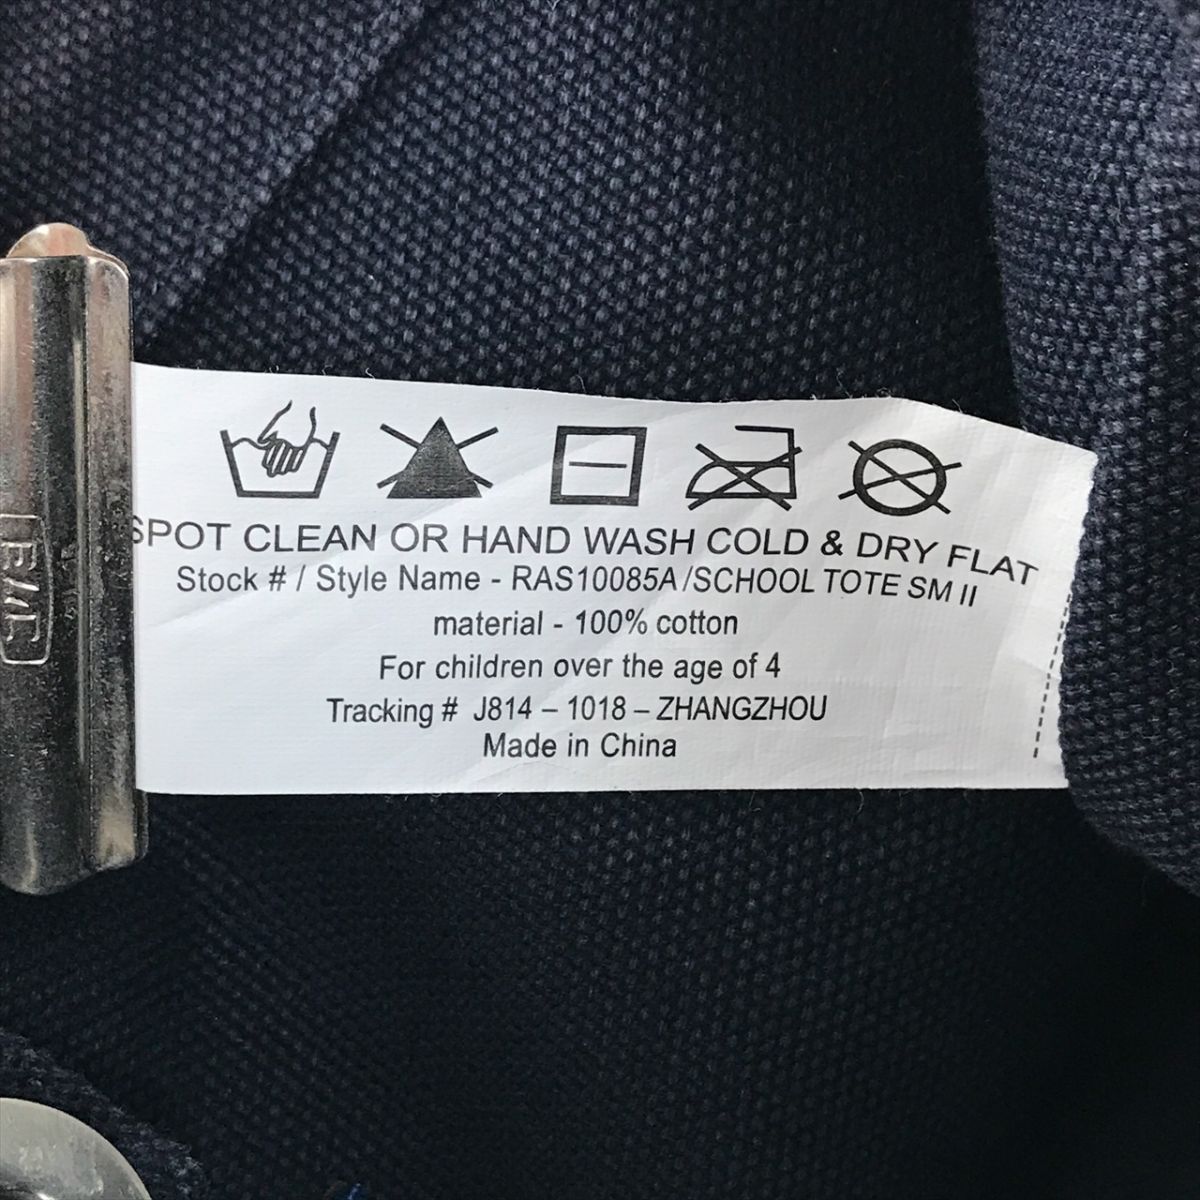 SPOT CLEAN OR HAND WASH COLD & DRY FLAT
Stock # / Style Name - RAS10085A /SCHOOL TOTE SM II
material - 100% cotton
For children over the age of 4
Tracking #  J814 – 1018 – ZHANGZHOU
Made in China